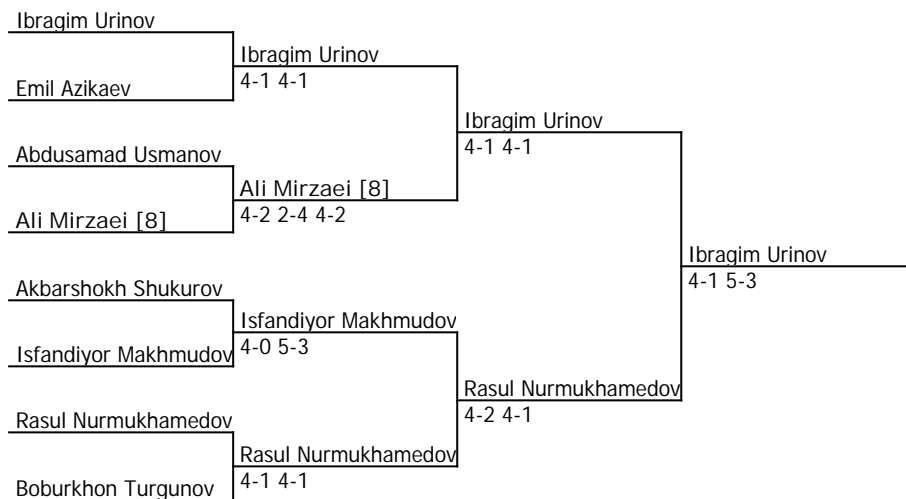 Ibragim Urinov
Ibragim Urinov
4-1 4-1
Emil Azikaev
Ibragim Urinov
4-1 4-1
Abdusamad Usmanov
Ali Mirzaei [8]
4-2 2-4 4-2
Ali Mirzaei [8]
Ibragim Urinov
4-1 5-3
Akbarshokh Shukurov
Isfandiyor Makhmudov
4-0 5-3
Isfandiyor Makhmudov
Rasul Nurmukhamedov
4-2 4-1
Rasul Nurmukhamedov
Rasul Nurmukhamedov
4-1 4-1
Boburkhon Turgunov